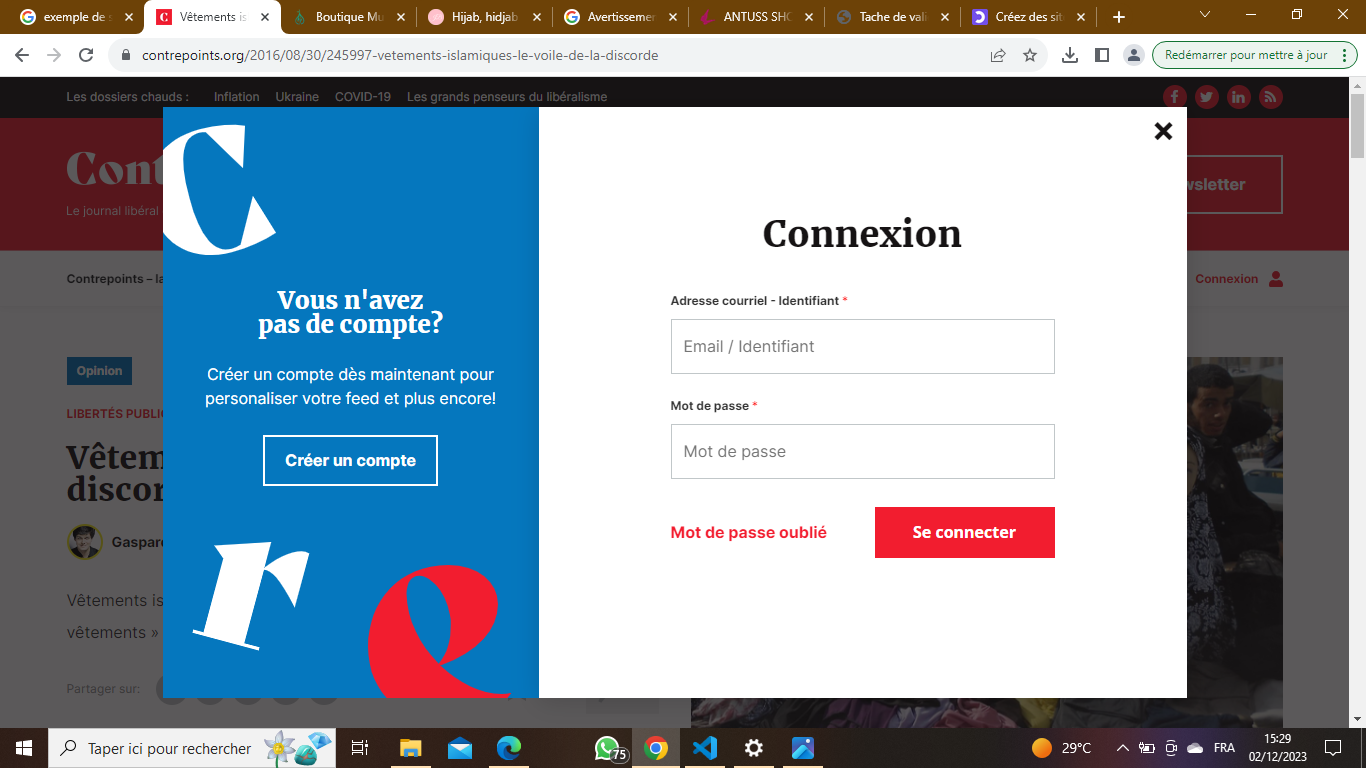 exemple de s
Vêtements is
Boutique Mu
Hijab, hidjab
Avertissemen
ANTUSS SHO
Tache de vali
Créez des sit
contrepoints.org/2016/08/30/245997-vetements-islamiques-le-voile-de-la-discorde
Redémarrer pour mettre à jour
Les dossiers chauds : Inflation Ukraine COVID-19 Les grands penseurs du libéralisme
Cont
wsletter
Le journal libéral
Contrepoints – la
Connexion
Vous n'avez
pas de compte?
Créer un compte dès maintenant pour
personaliser votre feed et plus encore!
Créer un compte
Connexion
Adresse courriel - Identifiant *
Email / Identifiant
Mot de passe *
Mot de passe
Mot de passe oublié
Se connecter
Opinion
LIBERTÉS PUBLIC
Vêtem
discor
Gaspard
Vêtements is
vêtements »
Partager sur:
Taper ici pour rechercher
75
29°C
FRA
15:29
02/12/2023